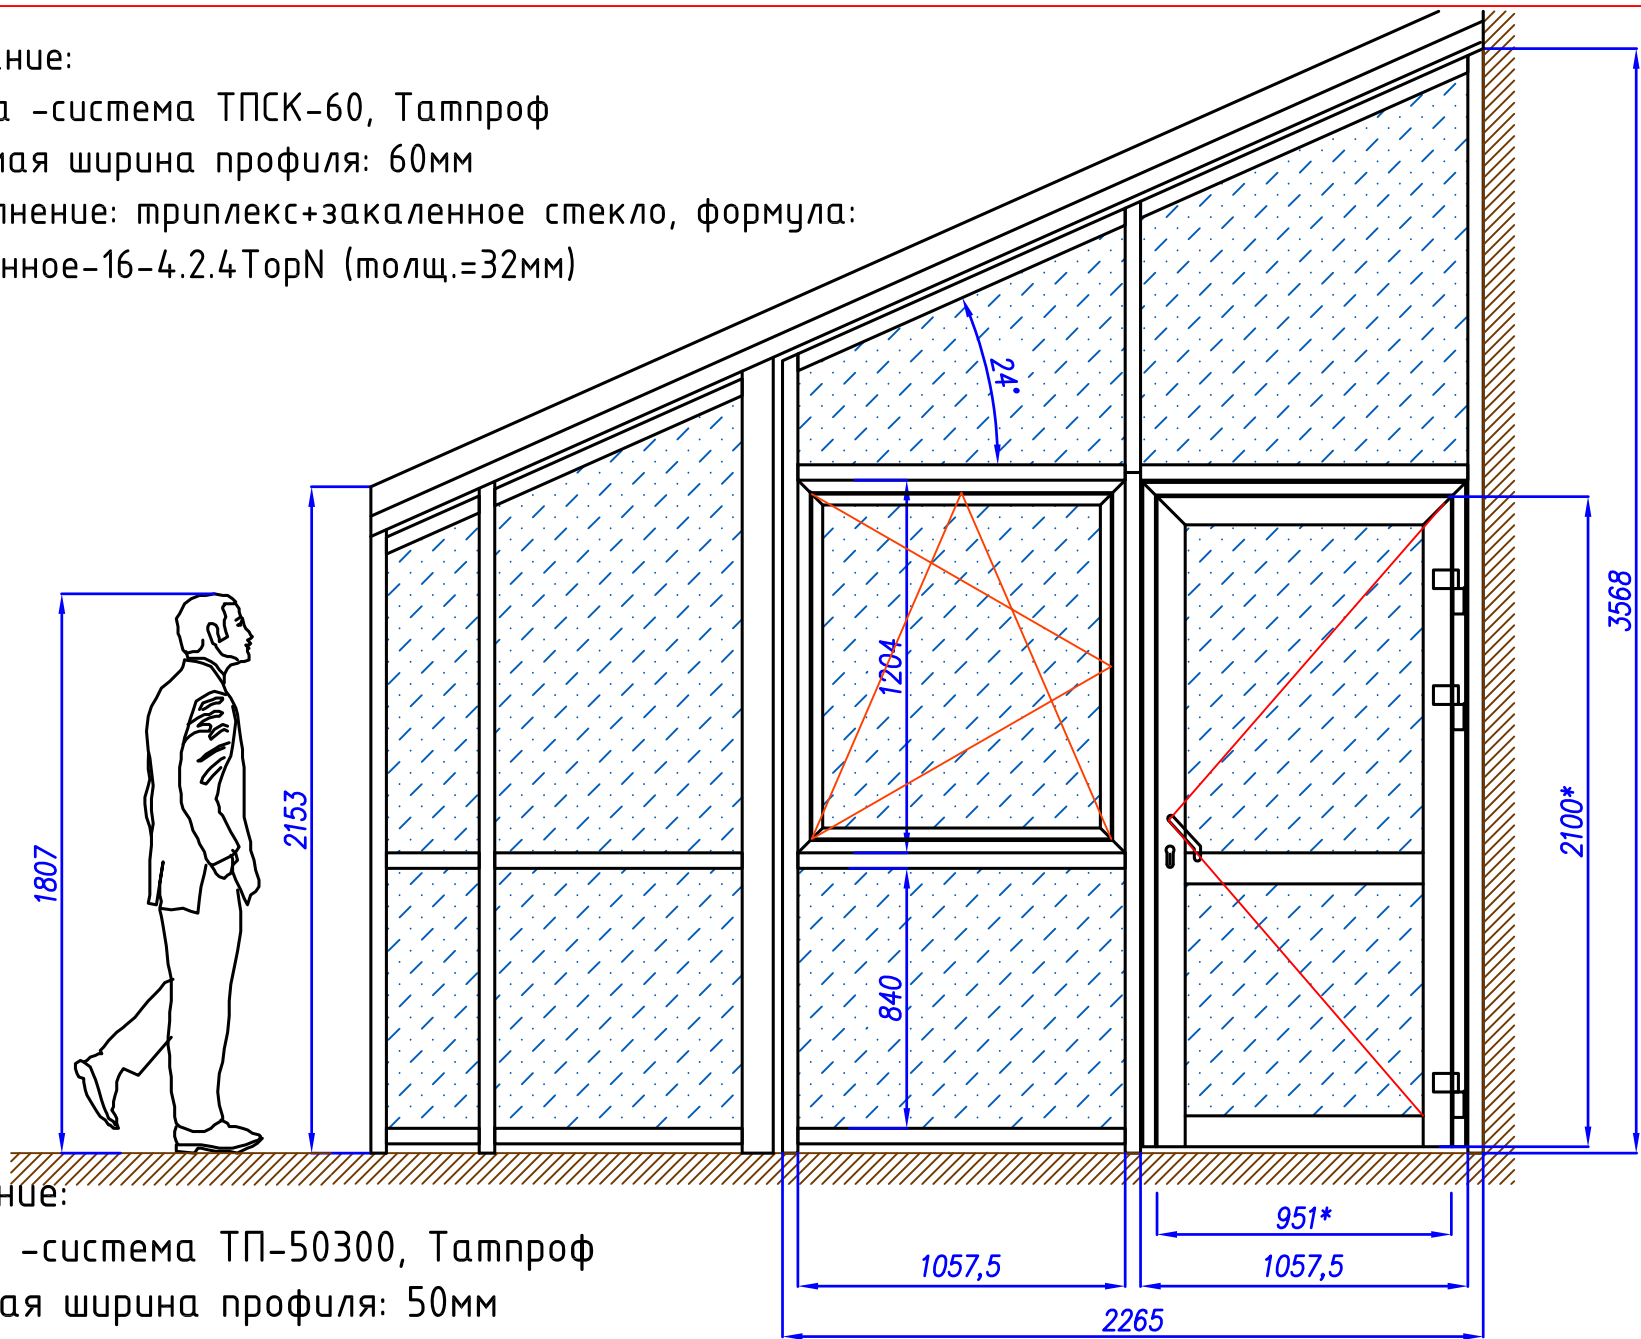 ние:
а -система ТПСК-60, Татпроф
мая ширина профиля: 60мм
лнение: триплекс+закаленное стекло, формула:
нное-16-4.2.4TopN (толщ.=32мм)
24°
3568
1204
2100*
2153
1807
840
ние:
-система ТП-50300, Татпроф
ая ширина профиля: 50мм
951*
1057,5
1057,5
2265